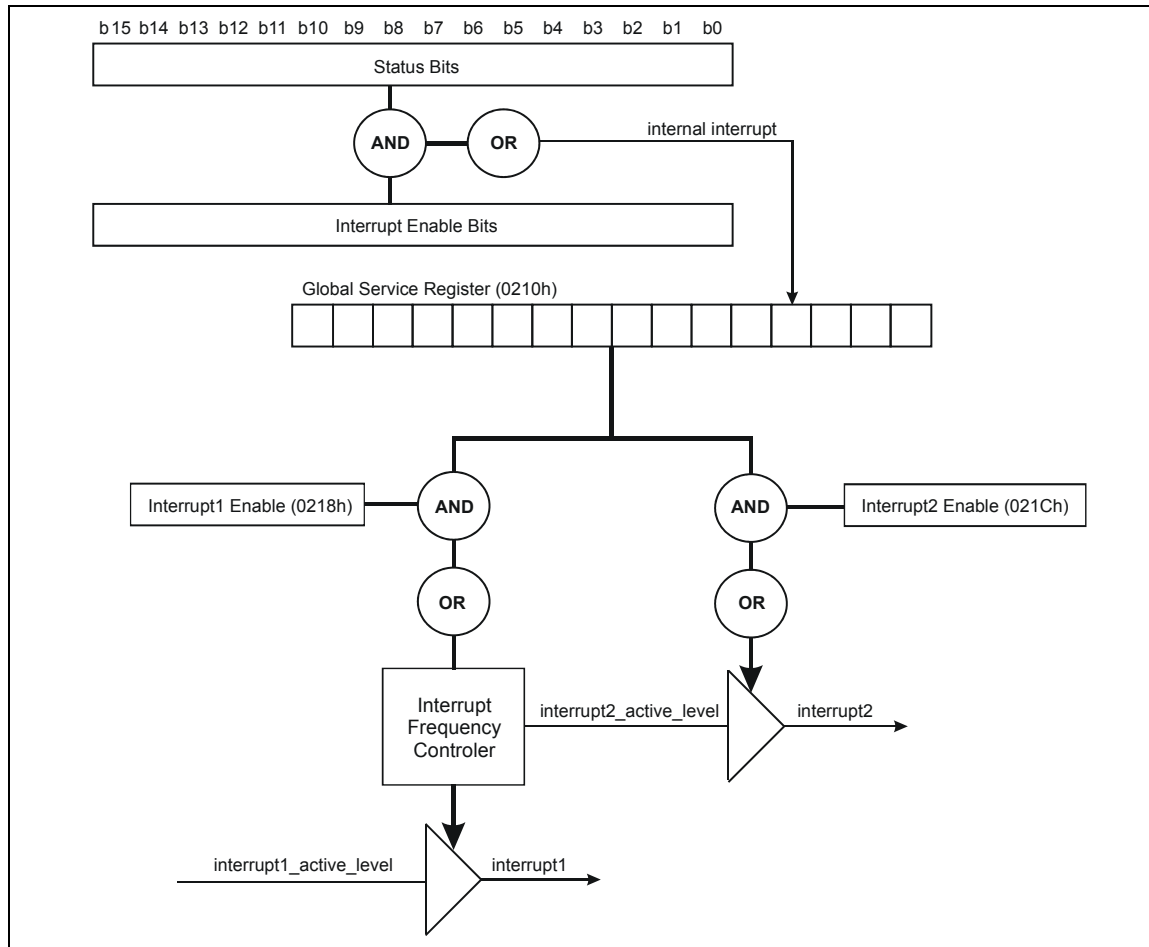 b15 b14 b13 b12 b11 b10 b9 b8 b7 b6 b5 b4 b3 b2 b1 b0
Status Bits
AND
OR
internal interrupt
Interrupt Enable Bits
Global Service Register (0210h)
Interrupt1 Enable (0218h)
AND
AND
Interrupt2 Enable (021Ch)
OR
OR
Interrupt
Frequency
Controler
interrupt2_active_level
interrupt2
interrupt1_active_level
interrupt1